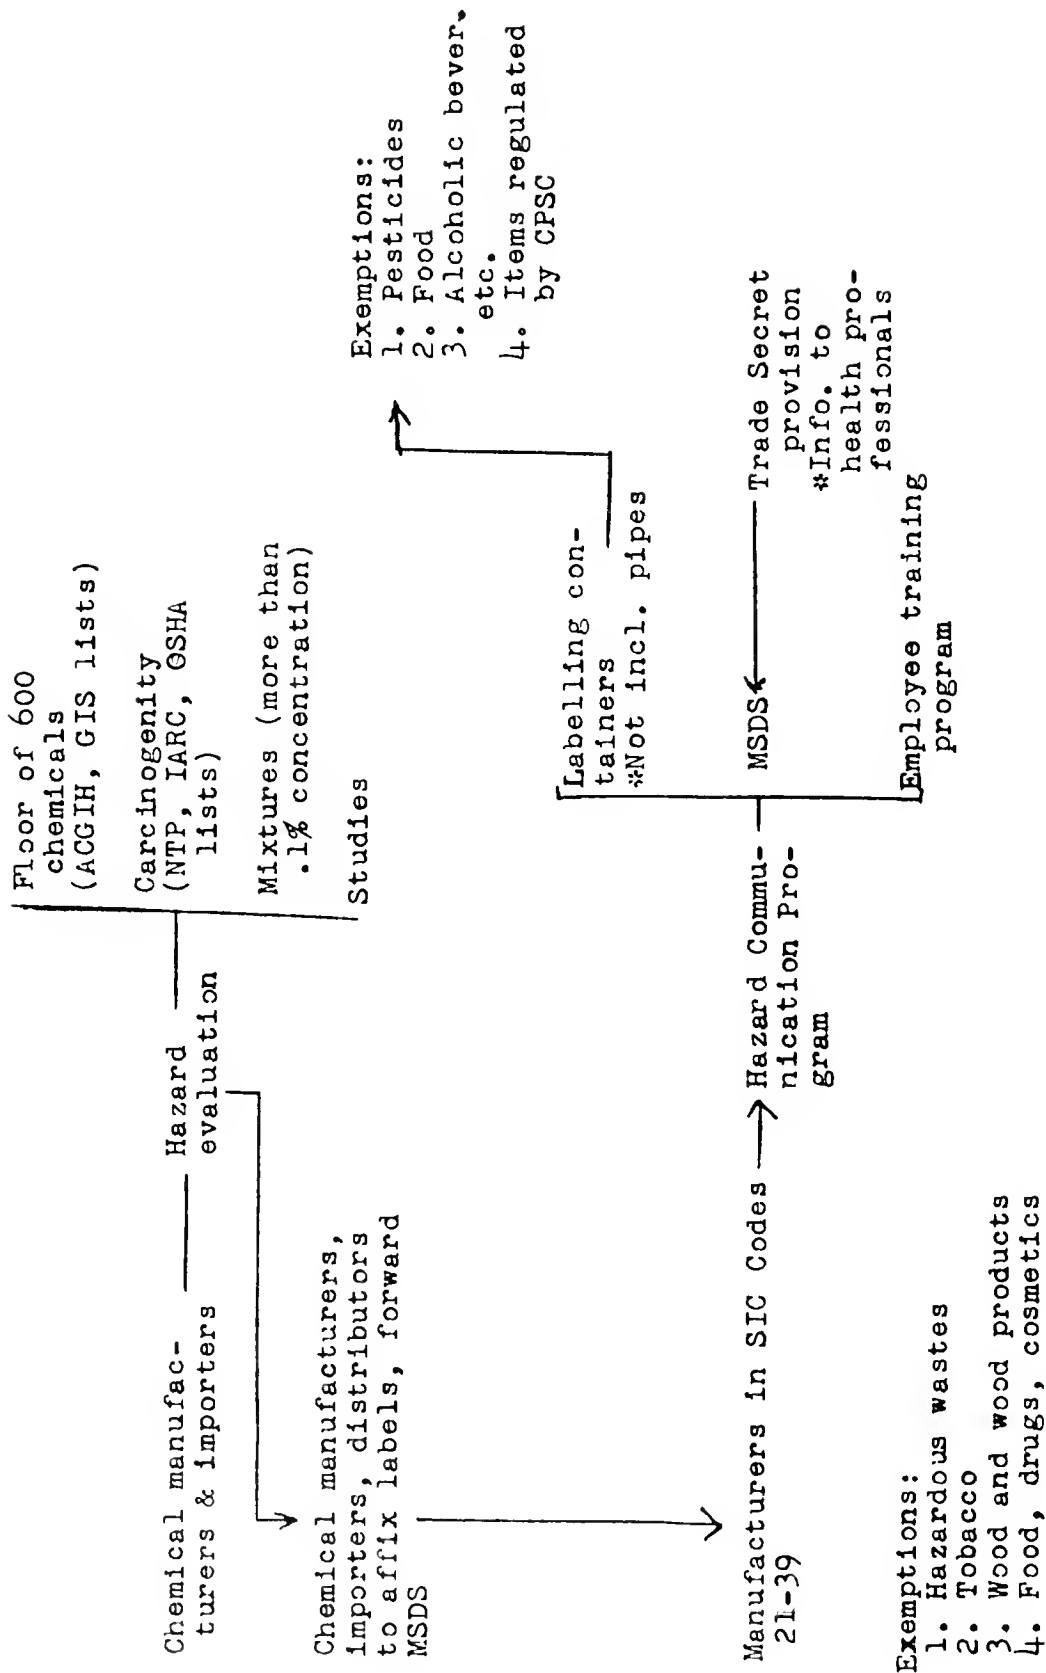 Chemical manufac-
turers & importers
Hazard
evaluation
Floor of 600
chemicals
(ACGIH, GIS lists)
Carcinogenity
(NTP, IARC, OSHA
lists)
Mixtures (more than
.1% concentration)
Studies
Chemical manufacturers,
importers, distributors
to affix labels, forward
MSDS
Manufacturers in SIC Codes
21-39
Hazard Commu-
nication Pro-
gram
Labelling con-
tainers
*Not incl. pipes
MSDS*
Employee training
program
Trade Secret
provision
*Info. to
health pro-
fessionals
Exemptions:
1. Pesticides
2. Food
3. Alcoholic bever.
etc.
4. Items regulated
by CPSC
Exemptions:
1. Hazardous wastes
2. Tobacco
3. Wood and wood products
4. Food, drugs, cosmetics